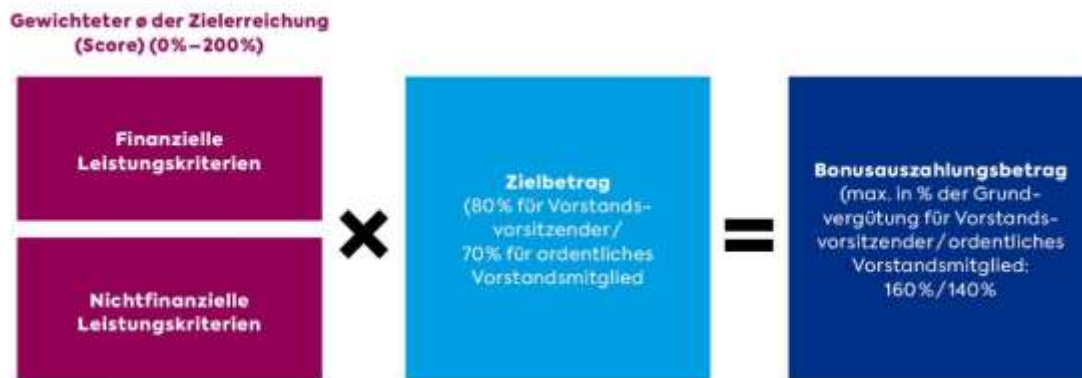 Gewichteter ø der Zielerreichung
(Score) (0%–200%)
Finanzielle
Leistungskriterien
Nichtfinanzielle
Leistungskriterien
×
Zielbetrag
(80% für Vorstands-
vorsitzender/
70% für ordentliches
Vorstandsmitglied
=
Bonusauszahlungsbetrag
(max. in % der Grund-
vergütung für Vorstands-
vorsitzender/ordentliches
Vorstandsmitglied:
160%/140%